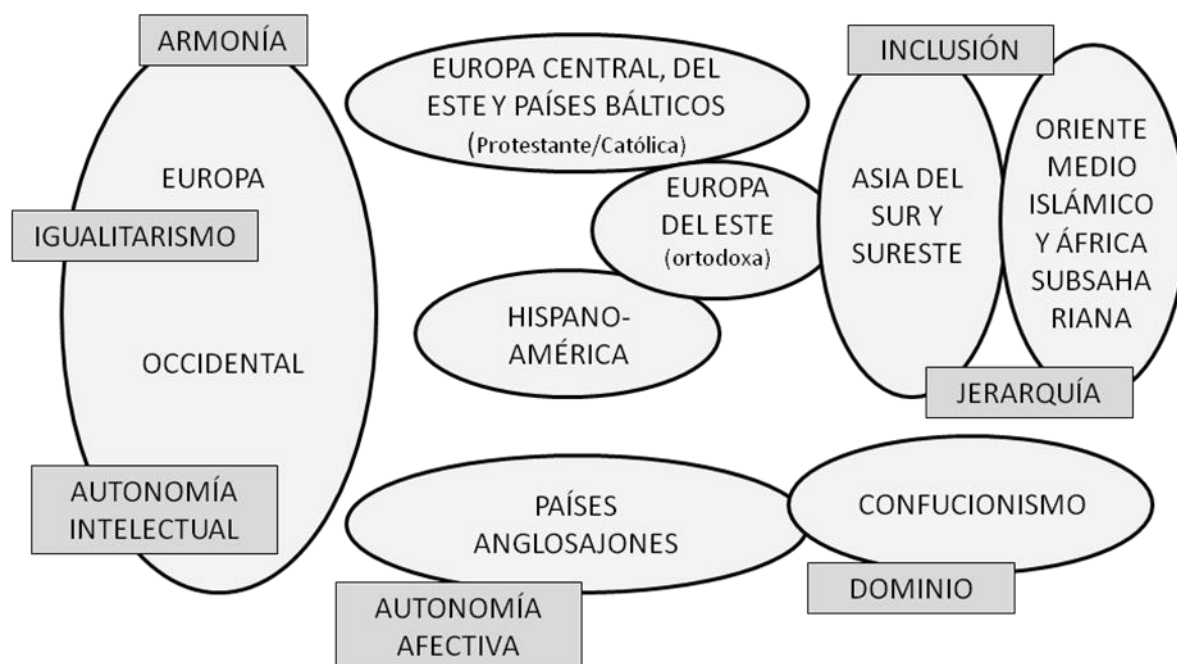 ARMONÍA
EUROPA
IGUALITARISMO
OCCIDENTAL
AUTONOMÍA
INTELECTUAL
EUROPA CENTRAL, DEL
ESTE Y PAÍSES BÁLTICOS
(Protestante/Católica)
EUROPA
DEL ESTE
(ortodoxa)
HISPANO-
AMÉRICA
INCLUSIÓN
ASIA DEL
SUR Y
SURESTE
ORIENTE
MEDIO
ISLÁMICO
Y ÁFRICA
SUBSAHA
RIANA
JERARQUÍA
PAÍSES
ANGLOSAJONES
AUTONOMÍA
AFECTIVA
CONFUCIONISMO
DOMINIO